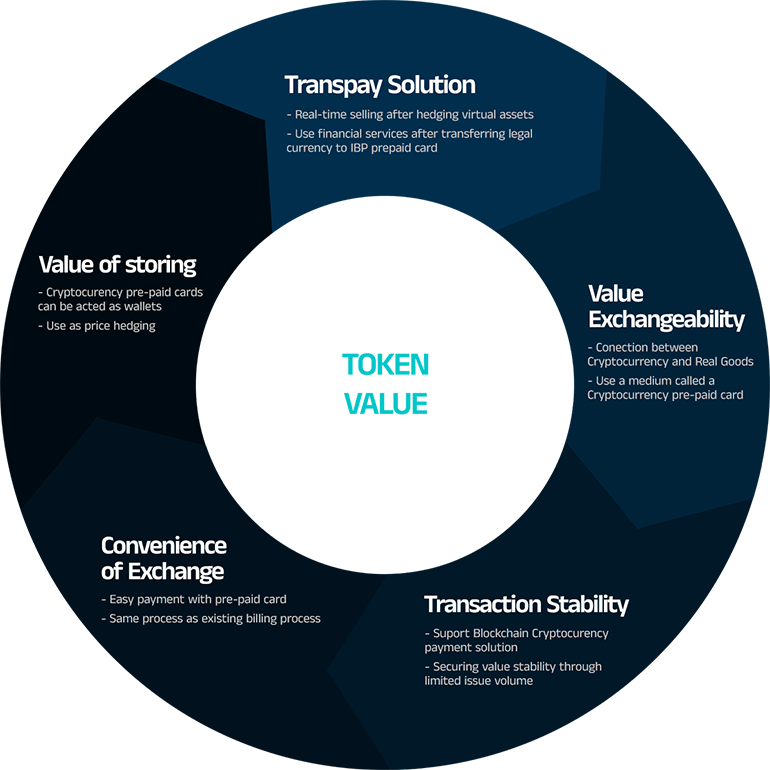 Transpay Solution
- Real-time selling after hedging virtual assets
- Use financial services after transferring legal
currency to IBP prepaid card
Value
Exchangeability
- Conection between
Cryptocurrency and Real Goods
- Use a medium called a
Cryptocurrency pre-paid card
Transaction Stability
- Suport Blockchain Cryptocurency
payment solution
- Securing value stability through
limited issue volume
Convenience
of Exchange
- Easy payment with pre-paid card
- Same process as existing billing process
Value of storing
- Cryptocurency pre-paid cards
can be acted as wallets
- Use as price hedging
TOKEN
VALUE